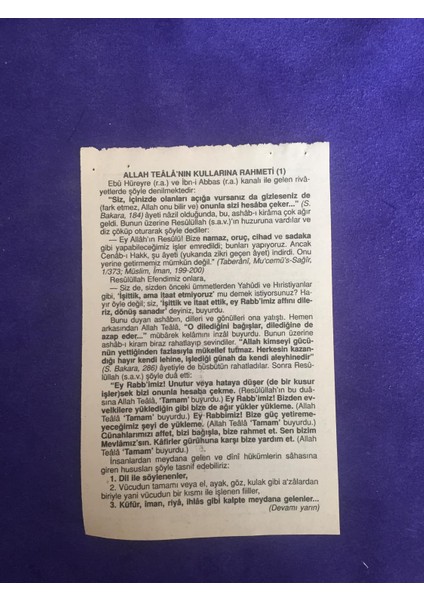 ALLAH TEÂLÂ'NIN KULLARINA RAHMETİ (1)
Ebû Hüreyre (r.a.) ve İbn-i Abbas (r.a.) kanalı ile gelen rivâ-
yetlerde şöyle denilmektedir:
"Siz, içinizde olanları açığa vursanız da gizleseniz de
(fark etmez, Allah onu bilir ve) onunla sizi hesâba çeker..." (S.
Bakara, 184) âyeti nâzil olduğunda, bu, ashâb-ı kirâma çok ağır
geldi. Bunun üzerine Resûlüllah (s.a.v.)'ın huzuruna vardılar ve
diz çöküp oturarak şöyle dediler:
— Ey Allâh'ın Resûlü! Bize namaz, oruç, cihad ve sadaka
gibi yapabileceğimiz işler emredildi; bunları yapıyoruz. Ancak
Cenâb-ı Hakk, şu âyeti (yukarıda zikri geçen âyet) indirdi. Onu
yerine getirmemiz mümkün değil." (Taberânî, Mu'cemü's-Sağîr,
1/373; Müslim, İman, 199-200)
Resûlüllah Efendimiz onlara,
— Siz de, sizden önceki ümmetlerden Yahûdi ve Hıristiyanlar
gibi, 'İşittik, ama itaat etmiyoruz' mu demek istiyorsunuz? Ha-
yır öyle değil; siz, 'İşittik ve itaat ettik, ey Rabb'imiz affını dile-
riz, dönüş sanadır' deyiniz, buyurdu.
Bunu duyan ashâbın, dilleri ve gönülleri ona yatıştı. Hemen
arkasından Allah Teâlâ, "O dilediğini bağışlar, dilediğine de
azap eder..." mübârek kelâmını inzâl buyurdu. Bunun üzerine
ashâb-ı kiram biraz rahatlayıp sevindiler. "Allah kimseyi gücü-
nün yettiğinden fazlasıyla mükellef tutmaz. Herkesin kazan-
dığı hayır kendi lehine, işlediği günah da kendi aleyhinedir"
(S. Bakara, 286) âyetiyle de büsbütün rahatladılar. Sonra Resû-
lüllah (s.a.v.) şöyle duâ etti:
"Ey Rabb'imiz! Unutur veya hataya düşer (de bir kusur
işler)sek bizi onunla hesaba çekme. (Resûlüllah'ın bu duâ-
sına Allah Teâlâ, 'Tamam' buyurdu.) Ey Rabb'imiz! Bizden ev-
velkilere yüklediğin gibi bize de ağır yükler yükleme. (Allah
Teâlâ 'Tamam' buyurdu.) Ey Rabbimiz! Bize güç yetireme-
yeceğimiz şeyi de yükleme. (Allah Teâlâ 'Tamam' buyurdu.)
Günahlarımızı affet, bizi bağışla, bize rahmet et. Sen bizim
Mevlâmız'sın. Kâfirler gürûhuna karşı bize yardım et. (Allah
Teâlâ 'Tamam' buyurdu.)
İnsanlardan meydana gelen ve dinî hükümlerin sâhasına
giren hususları şöyle tasnif edebiliriz:
1. Dil ile söylenenler,
2. Vücudun tamamı veya el, ayak, göz, kulak gibi a'zâlardan
biriyle yani vücudun bir kısmı ile işlenen fiiller,
3. Küfür, îman, riyâ, ihlâs gibi kalpte meydana gelenler...
(Devamı yarın)